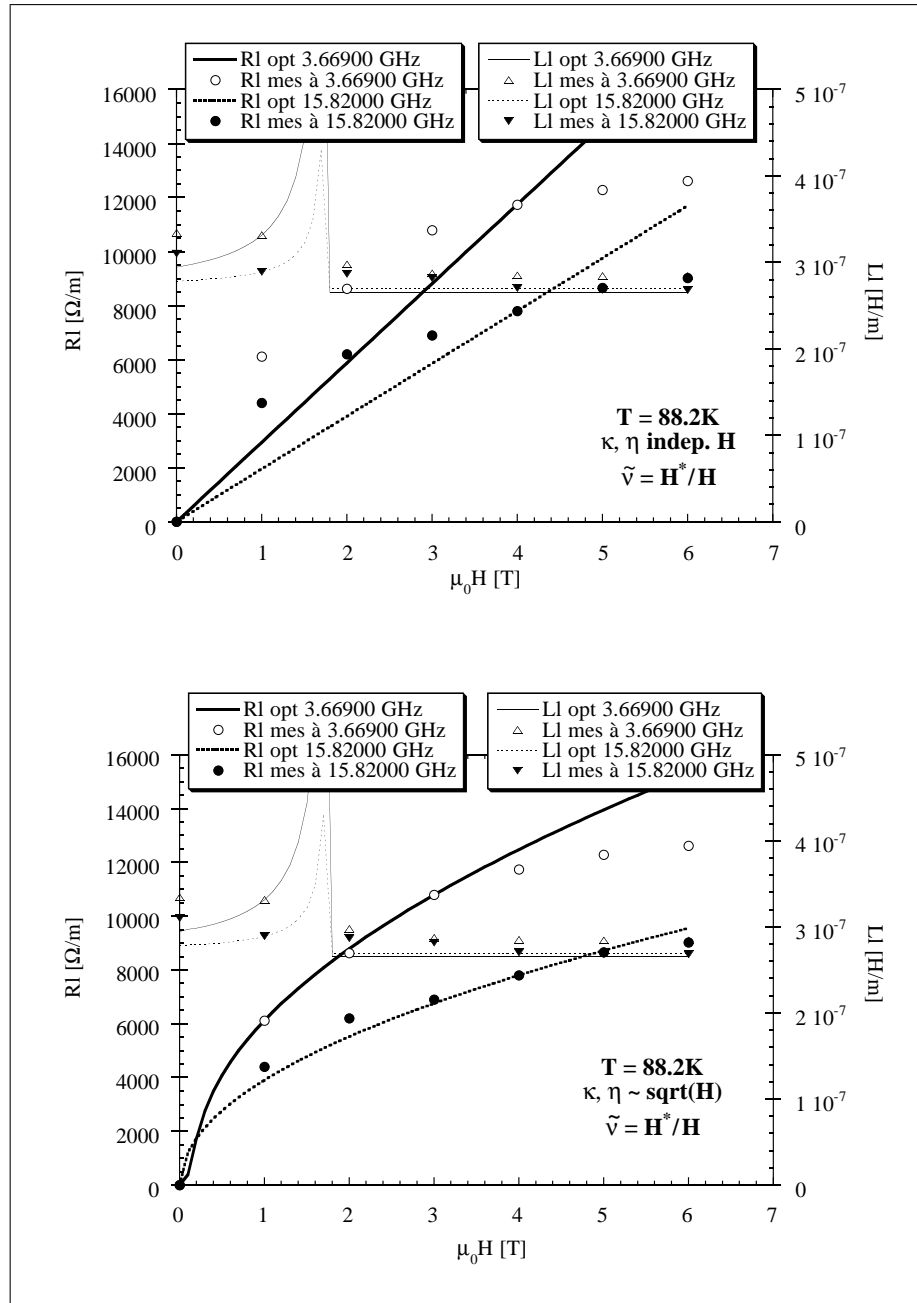 Rl opt 3.66900 GHz
Rl mes à 3.66900 GHz
Rl opt 15.82000 GHz
Rl mes à 15.82000 GHz
Ll opt 3.66900 GHz
Ll mes à 3.66900 GHz
Ll opt 15.82000 GHz
Ll mes à 15.82000 GHz
16000
14000
12000
10000
8000
6000
4000
2000
0
Rl [Ω/m]
5 10⁻⁷
4 10⁻⁷
3 10⁻⁷
2 10⁻⁷
1 10⁻⁷
0
Ll [H/m]
T = 88.2K
κ, η indep. H
ν̃ = H*/H
0 1 2 3 4 5 6 7
μ₀H [T]
Rl opt 3.66900 GHz
Rl mes à 3.66900 GHz
Rl opt 15.82000 GHz
Rl mes à 15.82000 GHz
Ll opt 3.66900 GHz
Ll mes à 3.66900 GHz
Ll opt 15.82000 GHz
Ll mes à 15.82000 GHz
16000
14000
12000
10000
8000
6000
4000
2000
0
Rl [Ω/m]
5 10⁻⁷
4 10⁻⁷
3 10⁻⁷
2 10⁻⁷
1 10⁻⁷
0
Ll [H/m]
T = 88.2K
κ, η ~ sqrt(H)
ν̃ = H*/H
0 1 2 3 4 5 6 7
μ₀H [T]